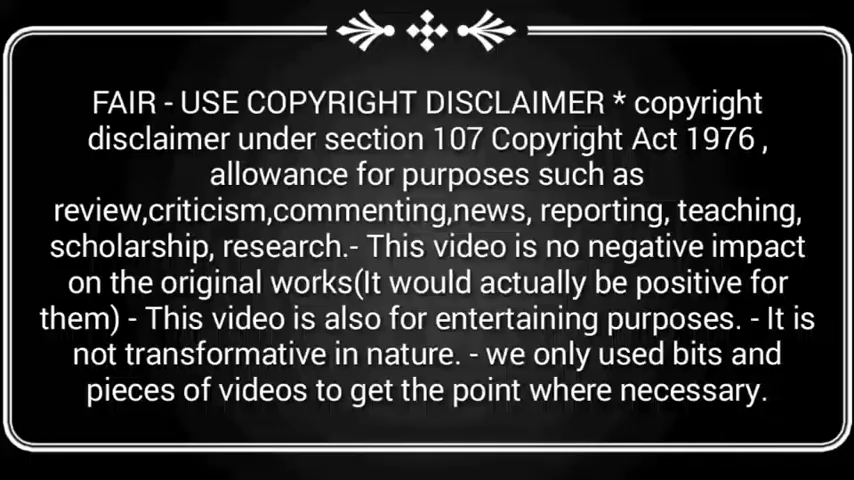 FAIR - USE COPYRIGHT DISCLAIMER * copyright
disclaimer under section 107 Copyright Act 1976 ,
allowance for purposes such as
review,criticism,commenting,news, reporting, teaching,
scholarship, research.- This video is no negative impact
on the original works(It would actually be positive for
them) - This video is also for entertaining purposes. - It is
not transformative in nature. - we only used bits and
pieces of videos to get the point where necessary.